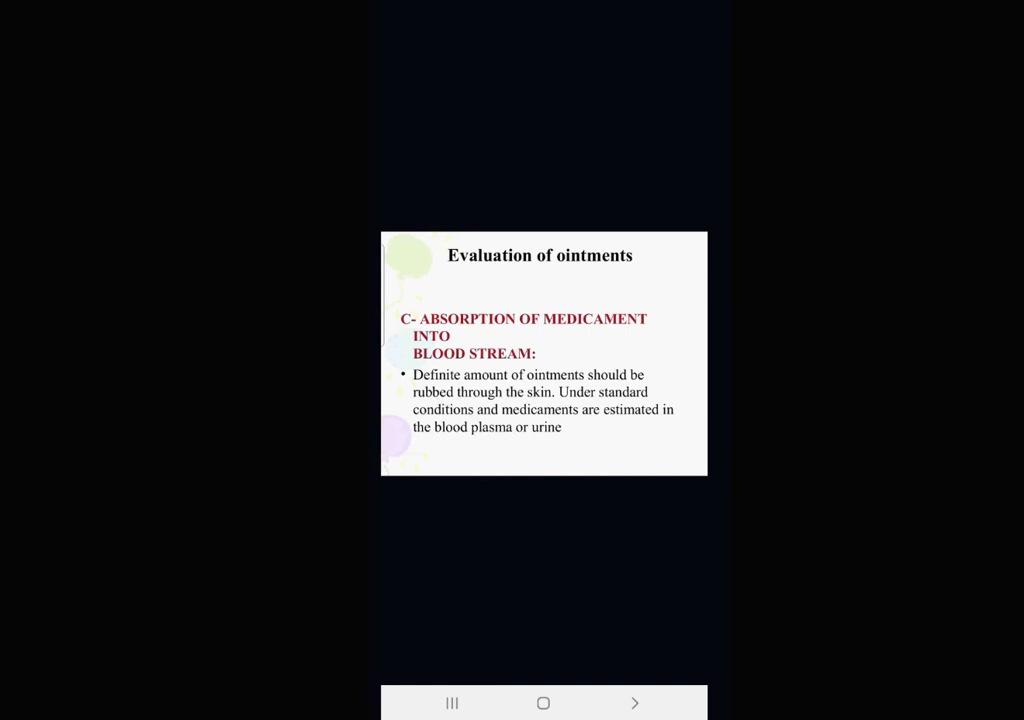 Evaluation of ointments
C- ABSORPTION OF MEDICAMENT
INTO
BLOOD STREAM:
• Definite amount of ointments should be
rubbed through the skin. Under standard
conditions and medicaments are estimated in
the blood plasma or urine